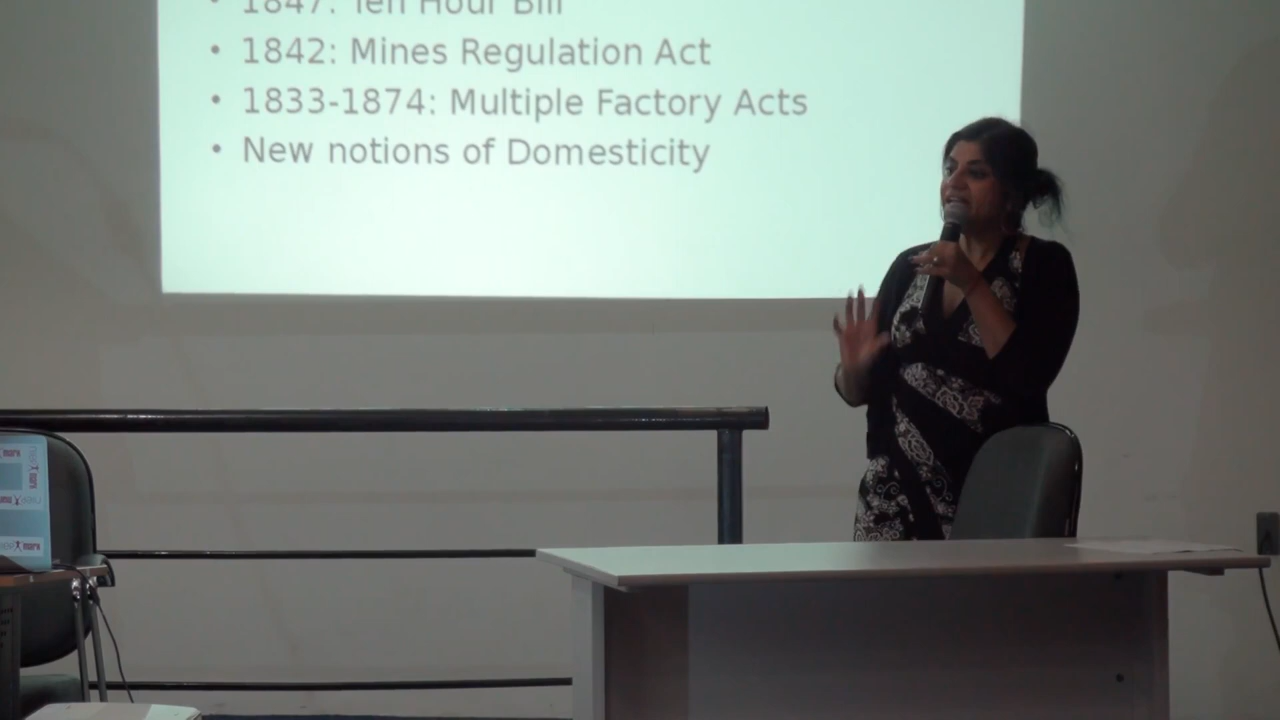 1847: Ten Hour Bill
1842: Mines Regulation Act
1833-1874: Multiple Factory Acts
New notions of Domesticity